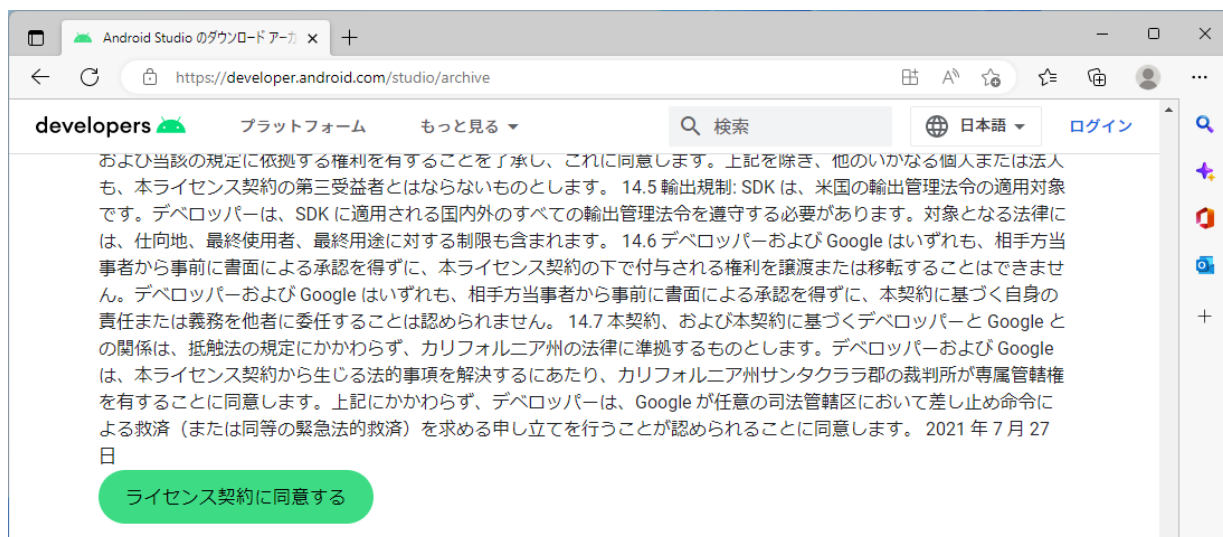 Android Studio のダウンロード アーカ
https://developer.android.com/studio/archive
developers プラットフォーム もっと見る 検索 日本語 ログイン
および当該の規定に依拠する権利を有することを了承し、これに同意します。上記を除き、他のいかなる個人または法人
も、本ライセンス契約の第三受益者とはならないものとします。 14.5 輸出規制: SDK は、米国の輸出管理法令の適用対象
です。デベロッパーは、SDK に適用される国内外のすべての輸出管理法令を遵守する必要があります。対象となる法律に
は、仕向地、最終使用者、最終用途に対する制限も含まれます。 14.6 デベロッパーおよび Google はいずれも、相手方当
事者から事前に書面による承認を得ずに、本ライセンス契約の下で付与される権利を譲渡または移転することはできませ
ん。デベロッパーおよび Google はいずれも、相手方当事者から事前に書面による承認を得ずに、本契約に基づく自身の
責任または義務を他者に委任することは認められません。 14.7 本契約、および本契約に基づくデベロッパーと Google と
の関係は、抵触法の規定にかかわらず、カリフォルニア州の法律に準拠するものとします。デベロッパーおよび Google
は、本ライセンス契約から生じる法的事項を解決するにあたり、カリフォルニア州サンタクララ郡の裁判所が専属管轄権
を有することに同意します。上記にかかわらず、デベロッパーは、Google が任意の司法管轄区において差し止め命令に
よる救済（または同等の緊急法的救済）を求める申し立てを行うことが認められることに同意します。 2021 年 7 月 27
日
ライセンス契約に同意する